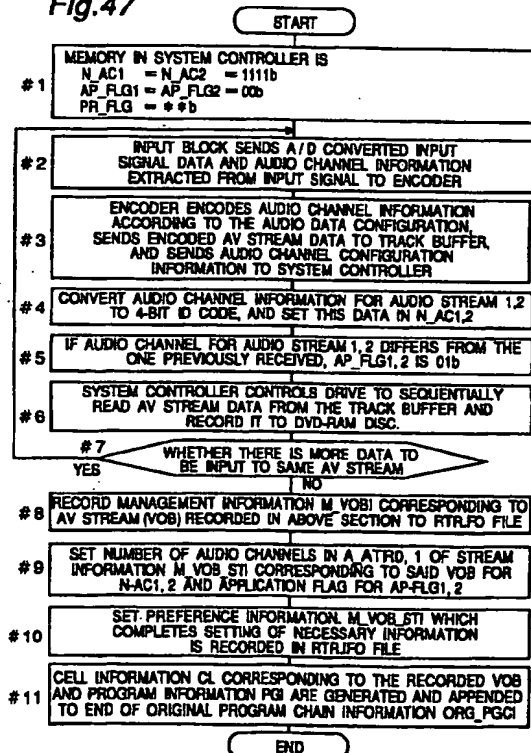 Fig.47
START
#1
MEMORY IN SYSTEM CONTROLLER IS
N_AC1 = N_AC2 = 1111b
AP_FLG1 = AP_FLG2 = 00b
PR_FLG = **b
#2
INPUT BLOCK SENDS A/D CONVERTED INPUT
SIGNAL DATA AND AUDIO CHANNEL INFORMATION
EXTRACTED FROM INPUT SIGNAL TO ENCODER
#3
ENCODER ENCODES AUDIO CHANNEL INFORMATION
ACCORDING TO THE AUDIO DATA CONFIGURATION,
SENDS ENCODED AV STREAM DATA TO TRACK BUFFER,
AND SENDS AUDIO CHANNEL CONFIGURATION
INFORMATION TO SYSTEM CONTROLLER
#4
CONVERT AUDIO CHANNEL INFORMATION FOR AUDIO STREAM 1,2
TO 4-BIT ID CODE, AND SET THIS DATA IN N_AC1,2
#5
IF AUDIO CHANNEL FOR AUDIO STREAM 1, 2 DIFFERS FROM THE
ONE PREVIOUSLY RECEIVED, AP_FLG1, 2 IS 01b
#6
SYSTEM CONTROLLER CONTROLS DRIVE TO SEQUENTIALLY
READ AV STREAM DATA FROM THE TRACK BUFFER AND
RECORD IT TO DVD-RAM DISC.
#7
YES
WHETHER THERE IS MORE DATA TO
BE INPUT TO SAME AV STREAM
NO
#8
RECORD MANAGEMENT INFORMATION M_VOBI CORRESPONDING TO
AV STREAM (VOB) RECORDED IN ABOVE SECTION TO RTR.IFO FILE
#9
SET NUMBER OF AUDIO CHANNELS IN A_ATR0, 1 OF STREAM
INFORMATION M_VOB_STI CORRESPONDING TO SAID VOB FOR
N-AC1, 2 AND APPLICATION FLAG FOR AP-FLG1, 2
#10
SET PREFERENCE INFORMATION. M_VOB_STI WHICH
COMPLETES SETTING OF NECESSARY INFORMATION
IS RECORDED IN RTR.IFO FILE
#11
CELL INFORMATION CL CORRESPONDING TO THE RECORDED VOB
AND PROGRAM INFORMATION PGI ARE GENERATED AND APPENDED
TO END OF ORIGINAL PROGRAM CHAIN INFORMATION ORG_PGCI
END